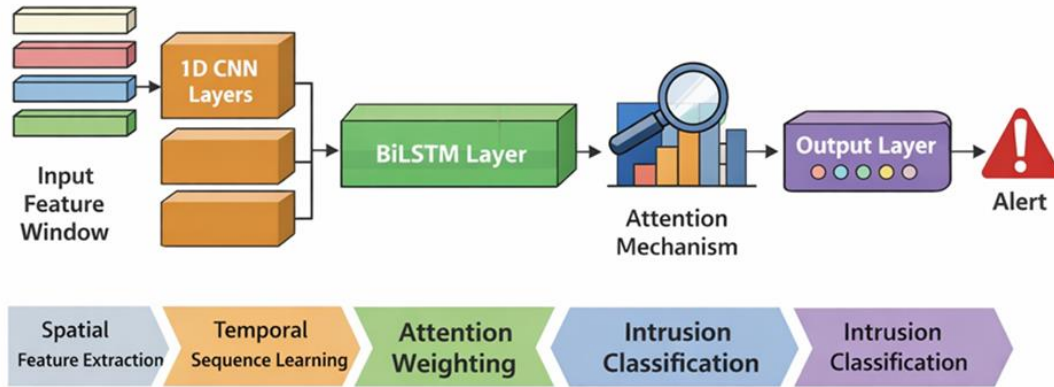 1D CNN
Layers
Input
Feature
Window
BiLSTM Layer
Attention
Mechanism
Output Layer
Alert
Spatial
Feature Extraction
Temporal
Sequence Learning
Attention
Weighting
Intrusion
Classification
Intrusion
Classification